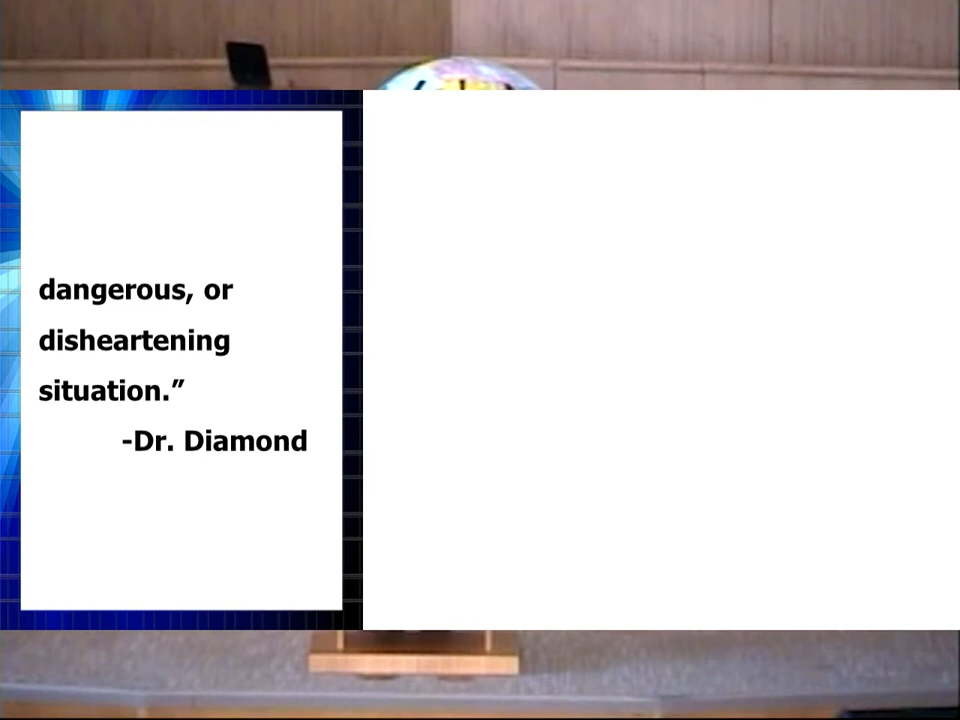 dangerous, or
disheartening
situation.”
-Dr. Diamond